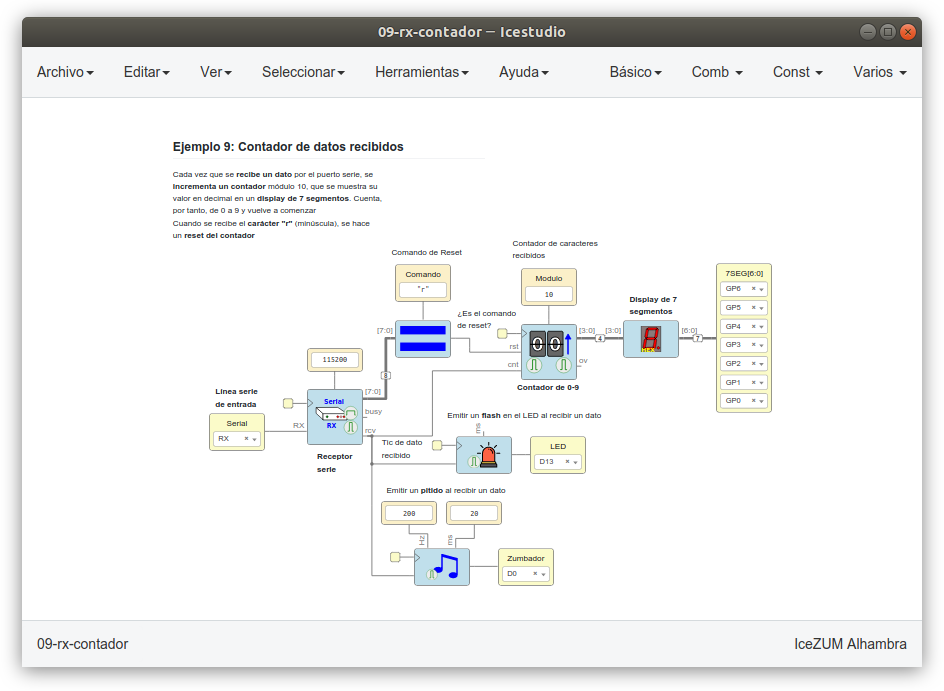 09-rx-contador – Icestudio
Archivo Editar Ver Seleccionar Herramientas Ayuda Básico Comb Const Varios
Ejemplo 9: Contador de datos recibidos
Cada vez que se recibe un dato por el puerto serie, se
incrementa un contador módulo 10, que se muestra su
valor en decimal en un display de 7 segmentos. Cuenta,
por tanto, de 0 a 9 y vuelve a comenzar
Cuando se recibe el carácter "r" (minúscula), se hace
un reset del contador
Comando de Reset
Comando
"r"
Contador de caracteres
recibidos
Modulo
10
¿Es el comando
de reset?
[7:0]
rst
cnt
00
[3:0]
ov
Contador de 0-9
4
Display de 7
segmentos
[3:0]
8.
HEX
[6:0]
7
7SEG[6:0]
GP6
GP5
GP4
GP3
GP2
GP1
GP0
115200
8
Línea serie
de entrada
Serial
RX
RX
Serial
RX
[7:0]
busy
rcv
Receptor
serie
Tic de dato
recibido
Emitir un flash en el LED al recibir un dato
ms
LED
D13
Emitir un pitido al recibir un dato
200
20
Hz
ms
Zumbador
D0
09-rx-contador
IceZUM Alhambra